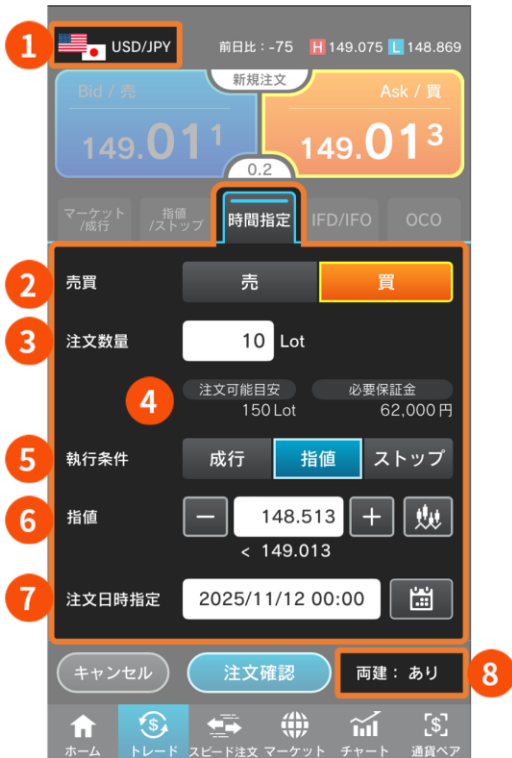 1
USD/JPY 前日比：-75 H 149.075 L 148.869
新規注文
Bid / 売 Ask / 買
149.011 149.013
0.2
マーケット/成行 指値/ストップ 時間指定 IFD/IFO OCO
2 売買 売 買
3 注文数量 10 Lot
4 注文可能目安 必要保証金
150 Lot 62,000 円
5 執行条件 成行 指値 ストップ
6 指値 − 148.513 +
< 149.013
7 注文日時指定 2025/11/12 00:00
キャンセル 注文確認 両建： あり 8
ホーム トレード スピード注文 マーケット チャート 通貨ペア